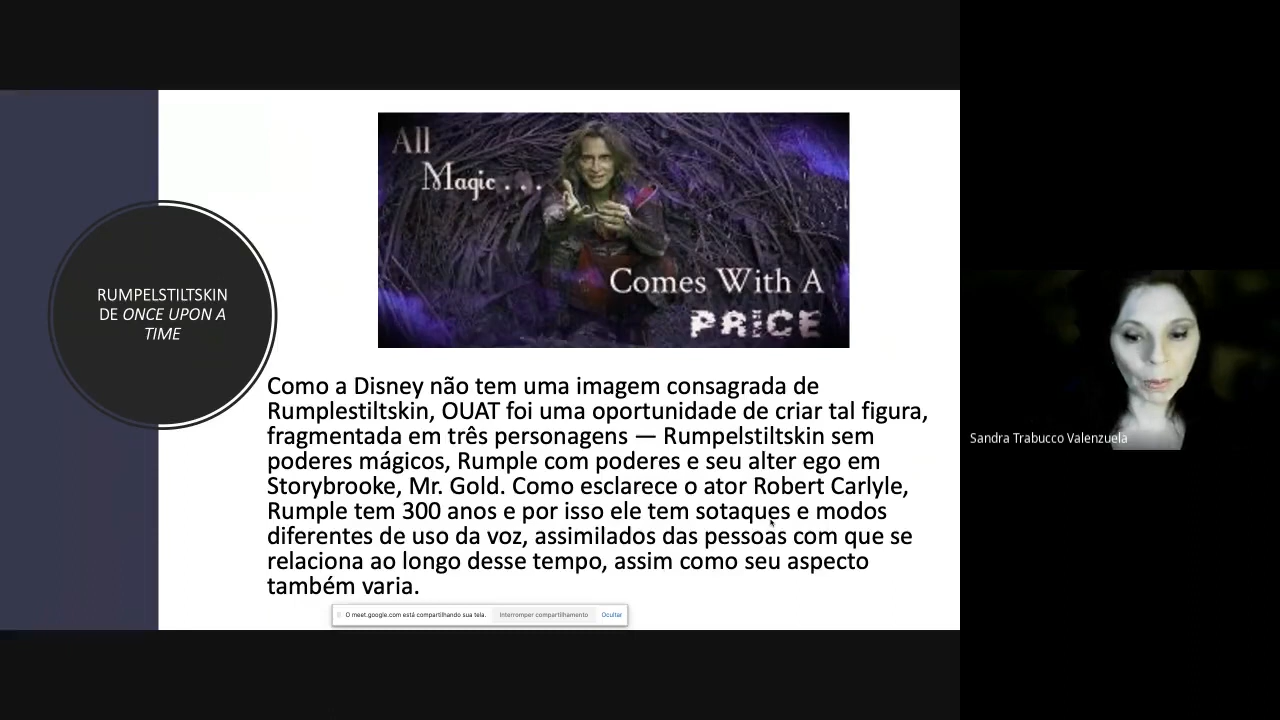 All
Magic . . .
Comes With A
PRiCE
RUMPELSTILTSKIN
DE ONCE UPON A
TIME
Como a Disney não tem uma imagem consagrada de
Rumplestiltskin, OUAT foi uma oportunidade de criar tal figura,
fragmentada em três personagens — Rumpelstiltskin sem
poderes mágicos, Rumple com poderes e seu alter ego em
Storybrooke, Mr. Gold. Como esclarece o ator Robert Carlyle,
Rumple tem 300 anos e por isso ele tem sotaques e modos
diferentes de uso da voz, assimilados das pessoas com que se
relaciona ao longo desse tempo, assim como seu aspecto
também varia.
O meet.google.com está compartilhando sua tela. Interromper compartilhamento Ocultar
Sandra Trabucco Valenzuela